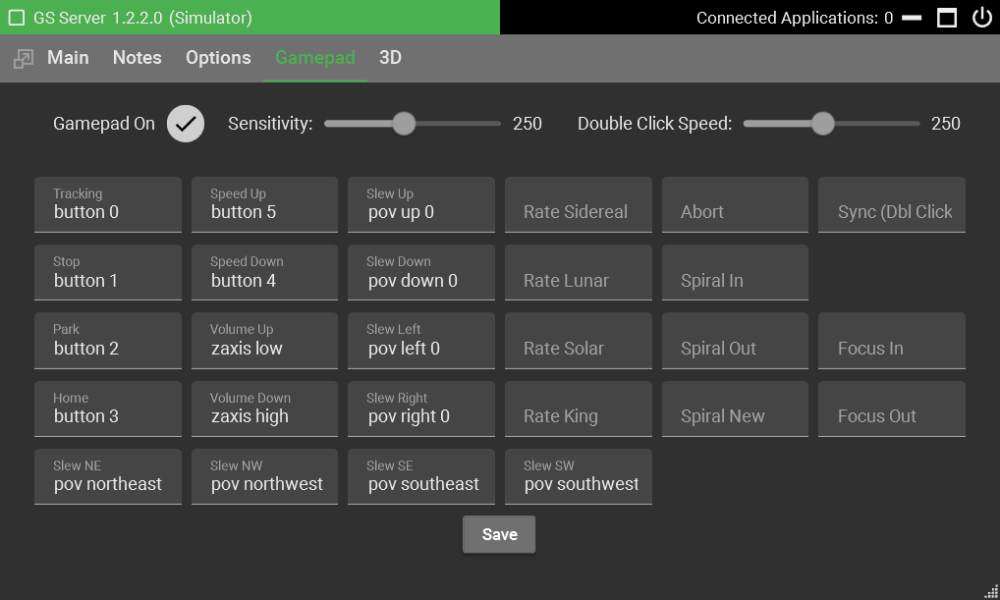 GS Server 1.2.2.0 (Simulator)
Connected Applications: 0
Main Notes Options Gamepad 3D
Gamepad On Sensitivity: 250 Double Click Speed: 250
Tracking Speed Up Slew Up
button 0 button 5 pov up 0 Rate Sidereal Abort Sync (Dbl Click
Stop Speed Down Slew Down
button 1 button 4 pov down 0 Rate Lunar Spiral In
Park Volume Up Slew Left
button 2 zaxis low pov left 0 Rate Solar Spiral Out Focus In
Home Volume Down Slew Right
button 3 zaxis high pov right 0 Rate King Spiral New Focus Out
Slew NE Slew NW Slew SE Slew SW
pov northeast pov northwest pov southeast pov southwest
Save